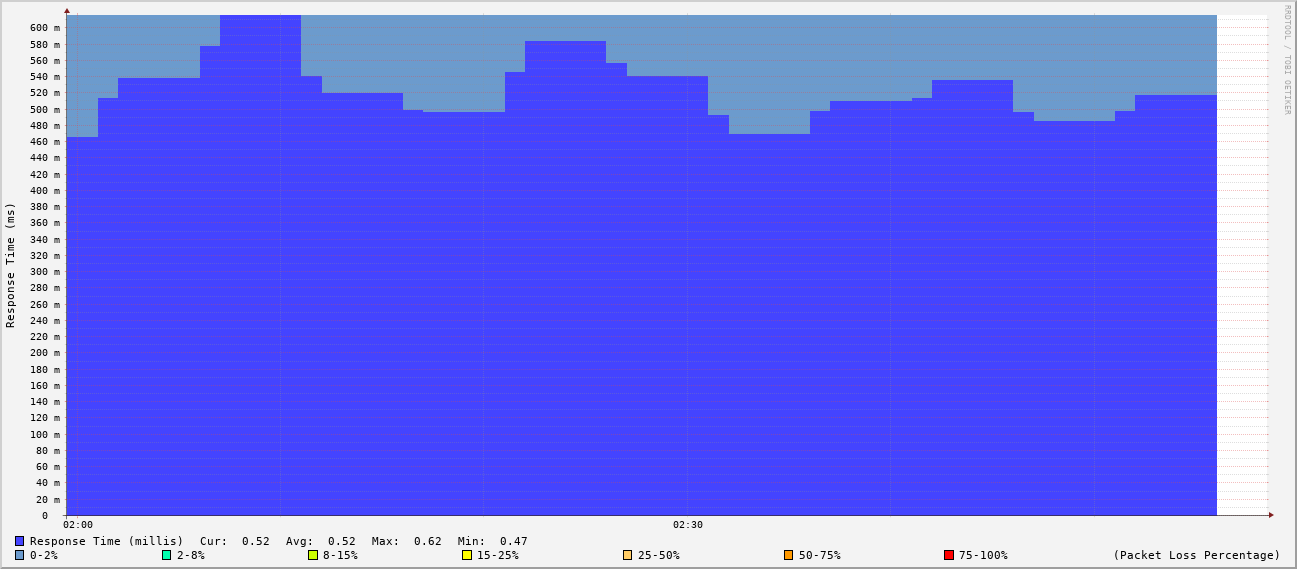 RRDTOOL / TOBI OETIKER
Response Time (ms)
600 m
580 m
560 m
540 m
520 m
500 m
480 m
460 m
440 m
420 m
400 m
380 m
360 m
340 m
320 m
300 m
280 m
260 m
240 m
220 m
200 m
180 m
160 m
140 m
120 m
100 m
80 m
60 m
40 m
20 m
0
02:00 02:30
Response Time (millis) Cur: 0.52 Avg: 0.52 Max: 0.62 Min: 0.47
0-2% 2-8% 8-15% 15-25% 25-50% 50-75% 75-100% (Packet Loss Percentage)